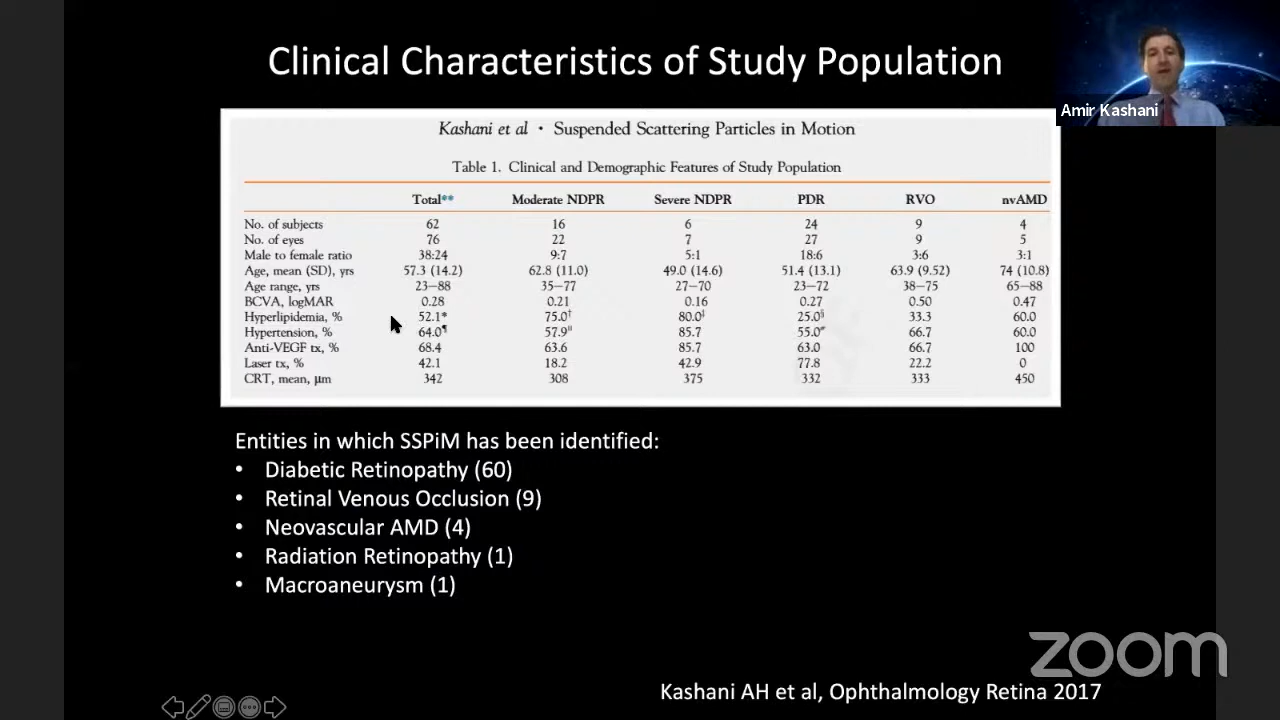 Clinical Characteristics of Study Population
Amir Kashani
Kashani et al • Suspended Scattering Particles in Motion
Table 1. Clinical and Demographic Features of Study Population
Total** Moderate NDPR Severe NDPR PDR RVO nvAMD
No. of subjects 62 16 6 24 9 4
No. of eyes 76 22 7 27 9 5
Male to female ratio 38:24 9:7 5:1 18:6 3:6 3:1
Age, mean (SD), yrs 57.3 (14.2) 62.8 (11.0) 49.0 (14.6) 51.4 (13.1) 63.9 (9.52) 74 (10.8)
Age range, yrs 23–88 35–77 27–70 23–72 38–75 65–88
BCVA, logMAR 0.28 0.21 0.16 0.27 0.50 0.47
Hyperlipidemia, % 52.1* 75.0† 80.0‡ 25.0§ 33.3 60.0
Hypertension, % 64.0¶ 57.9ǁ 85.7 55.0# 66.7 60.0
Anti-VEGF tx, % 68.4 63.6 85.7 63.0 66.7 100
Laser tx, % 42.1 18.2 42.9 77.8 22.2 0
CRT, mean, μm 342 308 375 332 333 450
Entities in which SSPiM has been identified:
• Diabetic Retinopathy (60)
• Retinal Venous Occlusion (9)
• Neovascular AMD (4)
• Radiation Retinopathy (1)
• Macroaneurysm (1)
zoom
Kashani AH et al, Ophthalmology Retina 2017